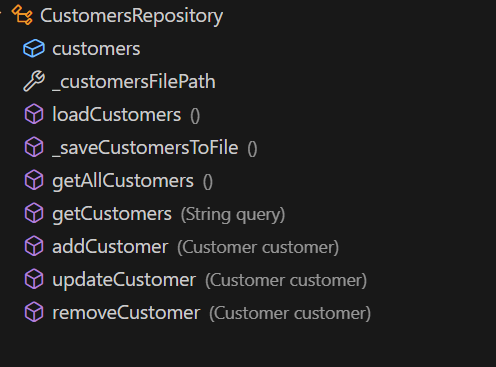 CustomersRepository
customers
_customersFilePath
loadCustomers ()
_saveCustomersToFile ()
getAllCustomers ()
getCustomers (String query)
addCustomer (Customer customer)
updateCustomer (Customer customer)
removeCustomer (Customer customer)